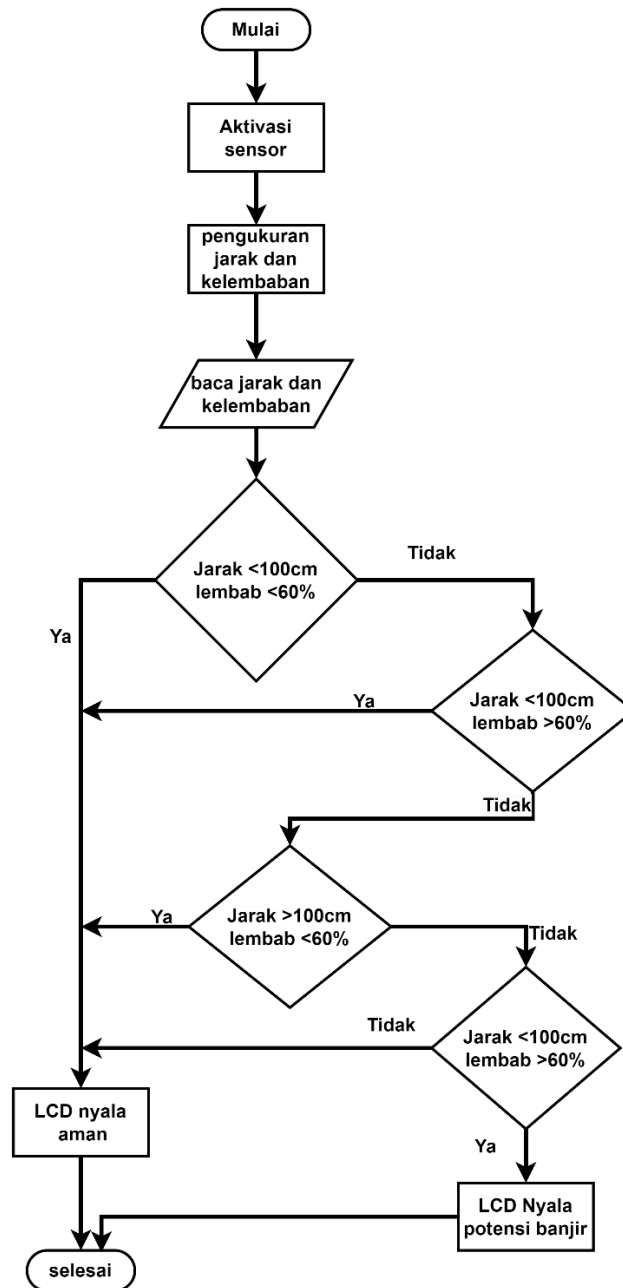 Mulai
Aktivasi
sensor
pengukuran
jarak dan
kelembaban
baca jarak dan
kelembaban
Jarak <100cm
lembab <60%
Tidak
Ya
Jarak <100cm
lembab >60%
Ya
Tidak
Jarak >100cm
lembab <60%
Ya
Tidak
Jarak <100cm
lembab >60%
Tidak
Ya
LCD nyala
aman
LCD Nyala
potensi banjir
selesai